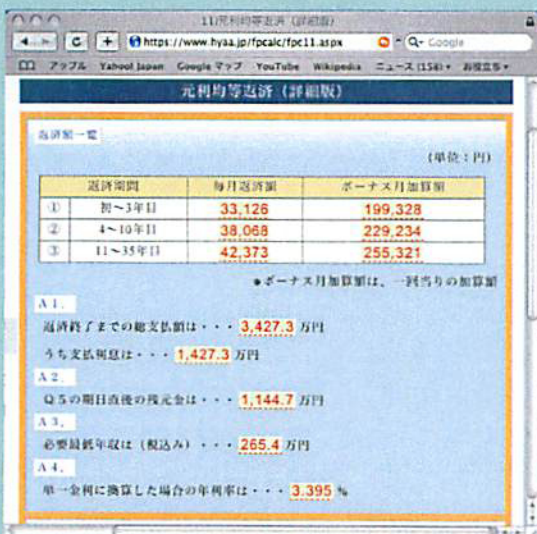 11/元利均等返済（詳細版）
https://www.hyaa.jp/fpcalc/fpc11.aspx
Google
アップル Yahoo! Japan Google マップ YouTube Wikipedia ニュース (158) お役立ち
元利均等返済（詳細版）
返済額一覧
(単位：円)
返済期間 毎月返済額 ボーナス月加算額
① 初～3年目 33,126 199,328
② 4～10年目 38,068 229,234
③ 11～35年目 42,373 255,321
●ボーナス月加算額は、一回当りの加算額
A1.
返済終了までの総支払額は・・・ 3,427.3 万円
うち支払利息は・・・ 1,427.3 万円
A2.
Q5の期日直後の残元金は・・・ 1,144.7 万円
A3.
必要最低年収は（税込み）・・・ 265.4 万円
A4.
単一金利に換算した場合の年利率は・・・ 3.395 %